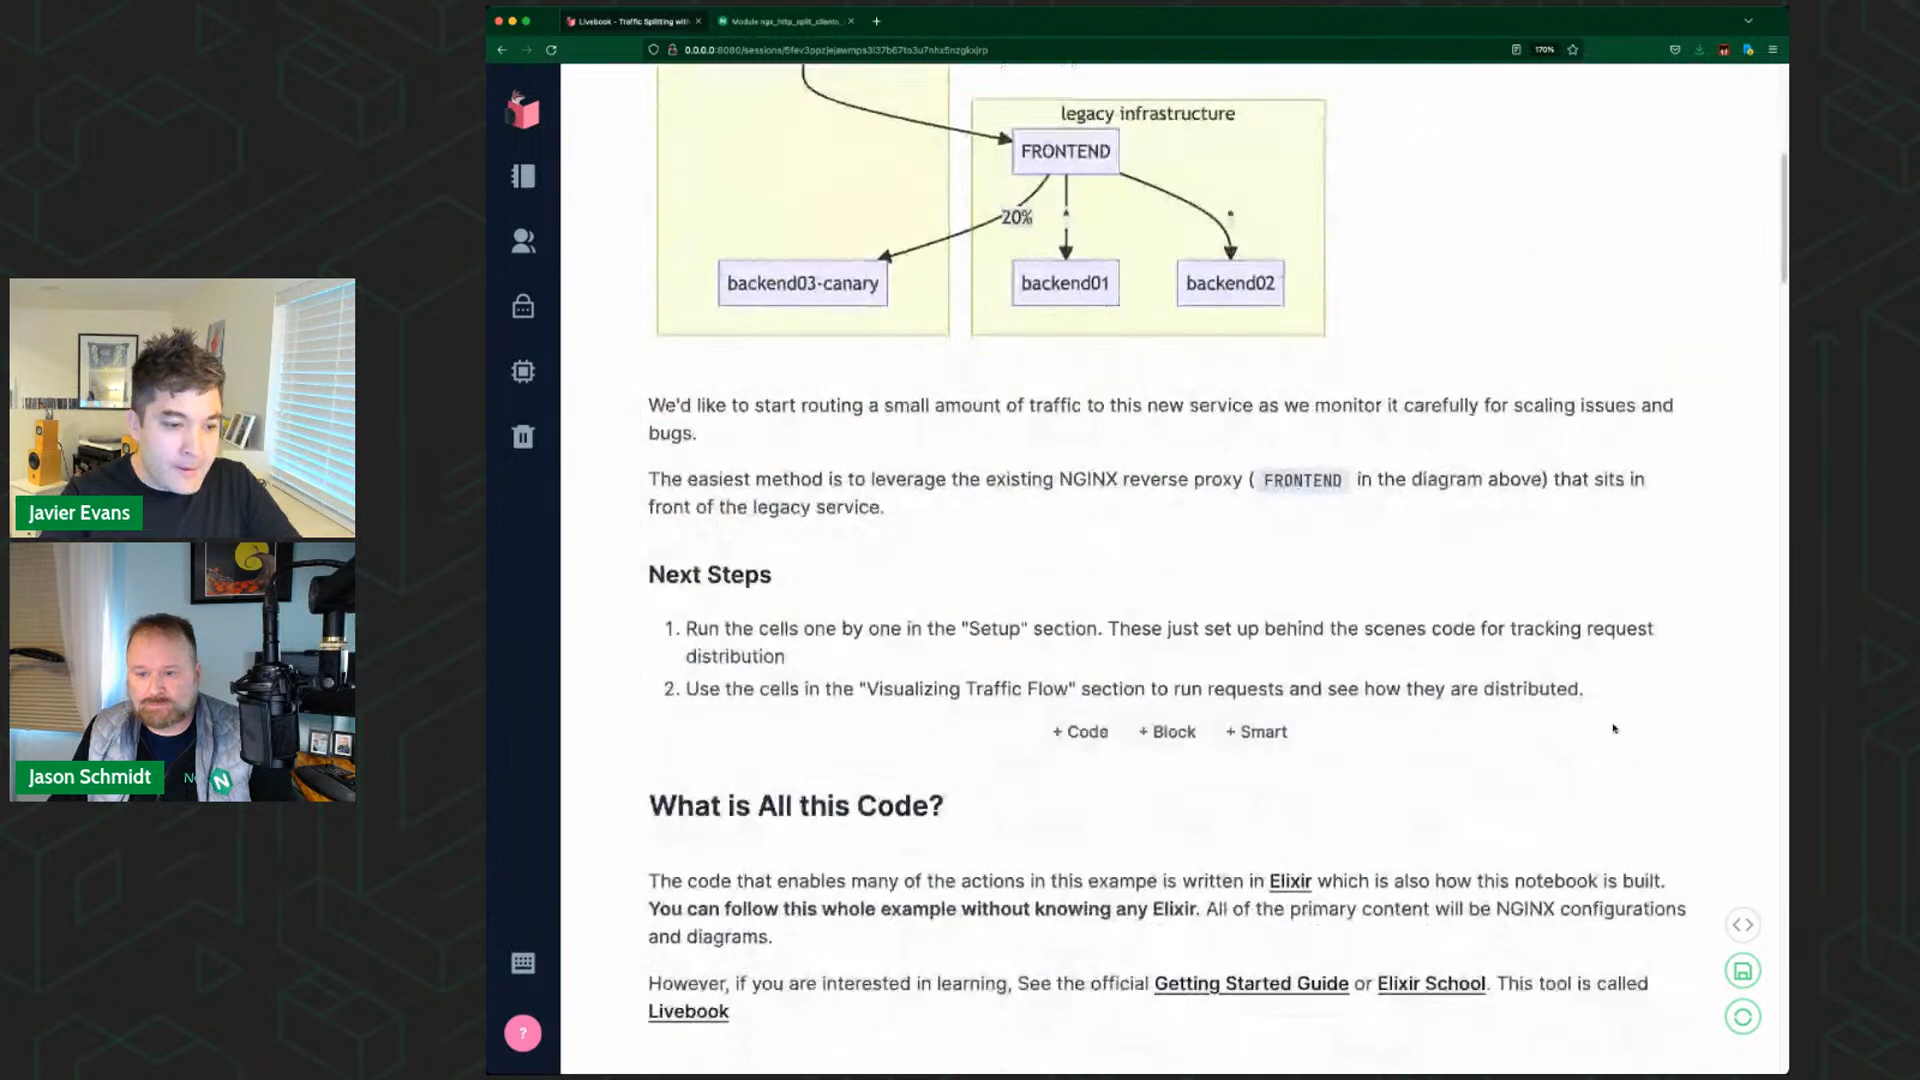 Livebook - Traffic Splitting with
Module ngx_http_split_clients_
170%
legacy infrastructure
FRONTEND
20%
*
*
backend03-canary
backend01
backend02
We'd like to start routing a small amount of traffic to this new service as we monitor it carefully for scaling issues and
bugs.
The easiest method is to leverage the existing NGINX reverse proxy ( FRONTEND in the diagram above) that sits in
front of the legacy service.
Next Steps
1. Run the cells one by one in the "Setup" section. These just set up behind the scenes code for tracking request
distribution
2. Use the cells in the "Visualizing Traffic Flow" section to run requests and see how they are distributed.
+ Code + Block + Smart
What is All this Code?
The code that enables many of the actions in this exampe is written in Elixir which is also how this notebook is built.
You can follow this whole example without knowing any Elixir. All of the primary content will be NGINX configurations
and diagrams.
However, if you are interested in learning, See the official Getting Started Guide or Elixir School. This tool is called
Livebook
?
Javier Evans
Jason Schmidt
N